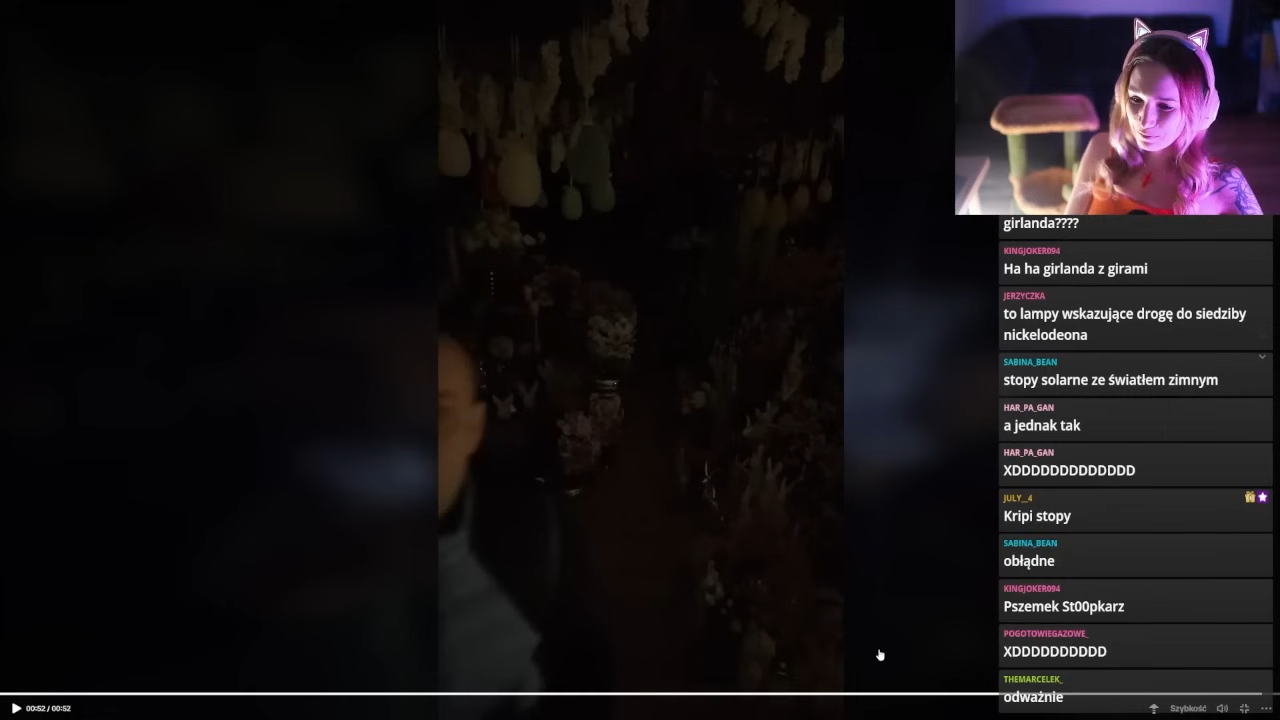 girlanda????
KINGJOKER094
Ha ha girlanda z girami
JERZYCZKA
to lampy wskazujące drogę do siedziby
nickelodeona
SABINA_BEAN
stopy solarne ze światłem zimnym
HAR_PA_GAN
a jednak tak
HAR_PA_GAN
XDDDDDDDDDDDDD
JULY__4
Kripi stopy
SABINA_BEAN
obłądne
KINGJOKER094
Pszemek St00pkarz
POGOTOWIEGAZOWE_
XDDDDDDDDDD
THEMARCELEK_
odważnie
00:52 / 00:52
Szybkość